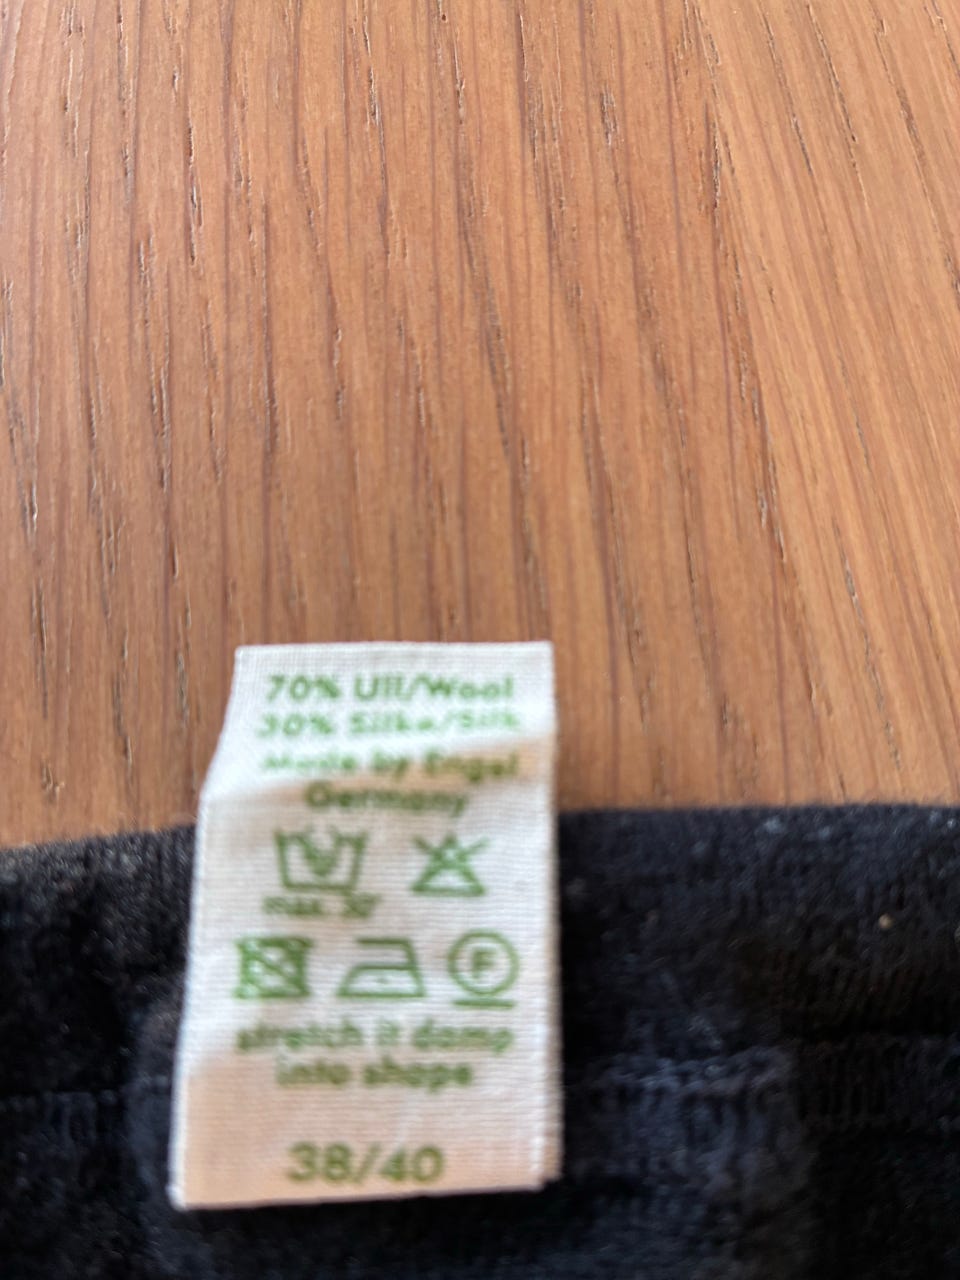 70% Ull/Wool
30% Silke/Silk
Made by Engel
Germany
max. 30°
F
stretch it damp
into shape
38/40